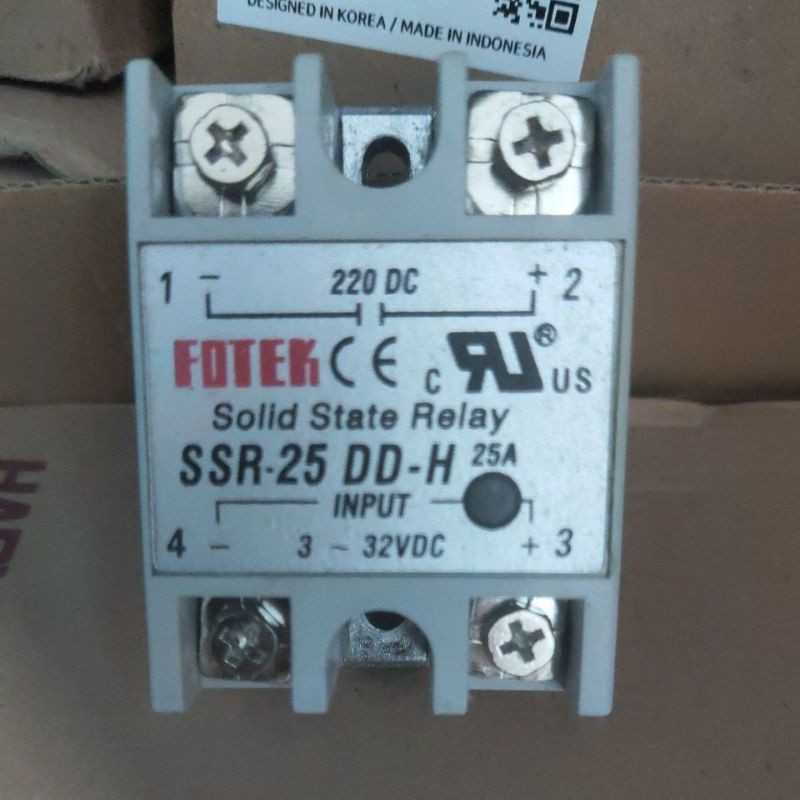 DESIGNED IN KOREA / MADE IN INDONESIA
1 - 220 DC + 2
FOTEK CE C RU ® US
Solid State Relay
SSR-25 DD-H 25A
INPUT
4 - 3 ~ 32VDC + 3